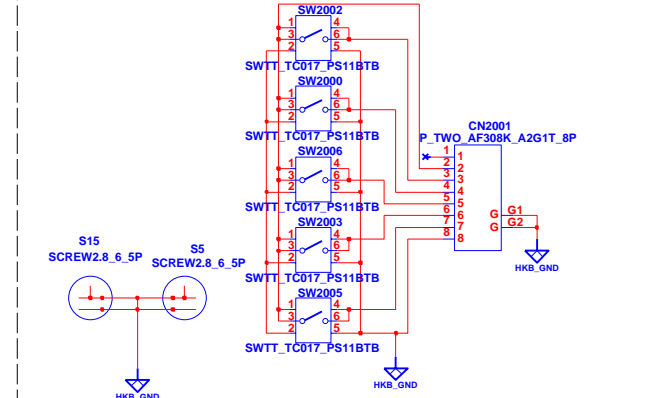 SW2002
1 4
3 6
2 5
SWTT_TC017_PS11BTB
SW2000
1 4
3 6
2 5
SWTT_TC017_PS11BTB
SW2006
1 4
3 6
2 5
SWTT_TC017_PS11BTB
SW2003
1 4
3 6
2 5
SWTT_TC017_PS11BTB
SW2005
1 4
3 6
2 5
SWTT_TC017_PS11BTB
CN2001
P_TWO_AF308K_A2G1T_8P
1 1
2 2
3 3
4 4
5 5
6 6
7 7
8 8
G G1
G G2
HKB_GND
S15
SCREW2.8_6_5P
S5
SCREW2.8_6_5P
HKB_GND
HKB_GND